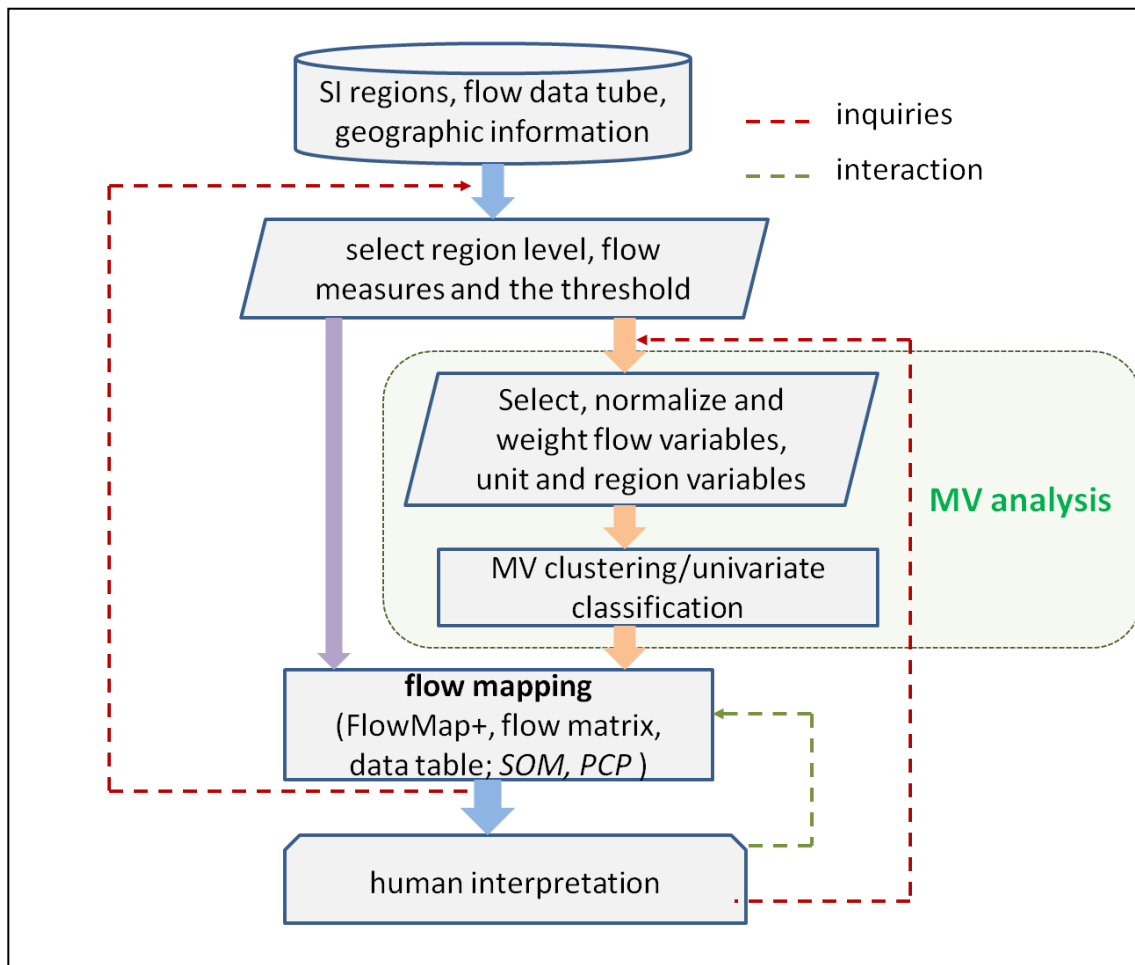 SI regions, flow data tube,
geographic information
inquiries
interaction
select region level, flow
measures and the threshold
Select, normalize and
weight flow variables,
unit and region variables
MV analysis
MV clustering/univariate
classification
flow mapping
(FlowMap+, flow matrix,
data table; SOM, PCP )
human interpretation